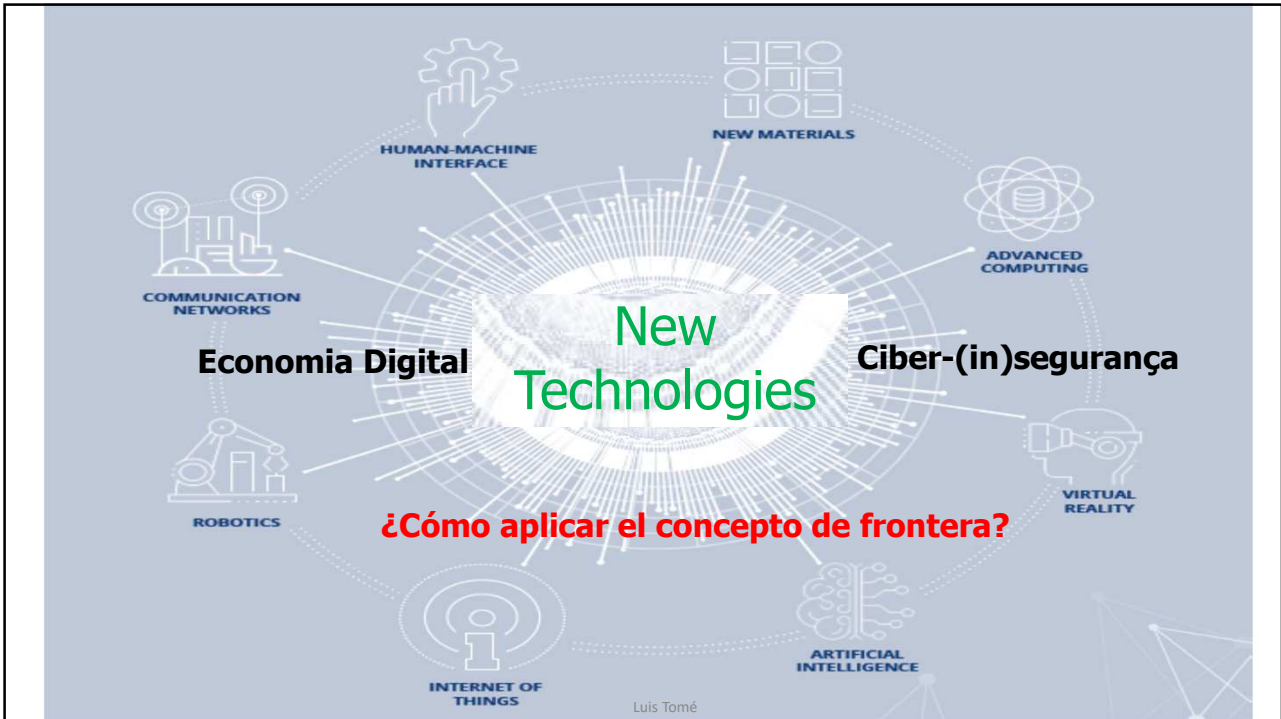 HUMAN-MACHINE
INTERFACE
NEW MATERIALS
ADVANCED
COMPUTING
COMMUNICATION
NETWORKS
Economia Digital
New
Technologies
Ciber-(in)segurança
VIRTUAL
REALITY
ROBOTICS
¿Cómo aplicar el concepto de frontera?
ARTIFICIAL
INTELLIGENCE
INTERNET OF
THINGS
Luis Tomé